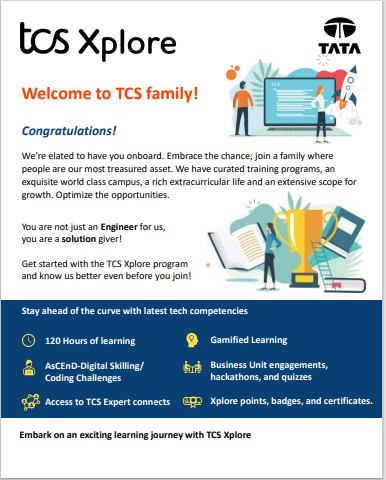 tcs Xplore
TATA
Welcome to TCS family!
Congratulations!
We're elated to have you onboard. Embrace the chance; join a family where
people are our most treasured asset. We have curated training programs, an
exquisite world class campus, a rich extracurricular life and an extensive scope for
growth. Optimize the opportunities.
You are not just an Engineer for us,
you are a solution giver!
Get started with the TCS Xplore program
and know us better even before you join!
Stay ahead of the curve with latest tech competencies
120 Hours of learning
Gamified Learning
AsCEnD-Digital Skilling/
Coding Challenges
Business Unit engagements,
hackathons, and quizzes
Access to TCS Expert connects
Xplore points, badges, and certificates.
Embark on an exciting learning journey with TCS Xplore